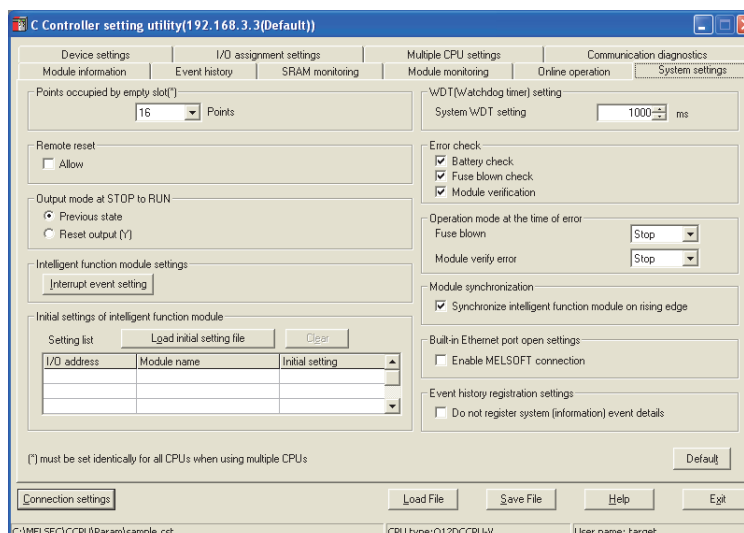 C Controller setting utility(192.168.3.3(Default))
Device settings I/O assignment settings Multiple CPU settings Communication diagnostics
Module information Event history SRAM monitoring Module monitoring Online operation System settings
Points occupied by empty slot(*)
16 Points
Remote reset
Allow
Output mode at STOP to RUN
Previous state
Reset output (Y)
Intelligent function module settings
Interrupt event setting
Initial settings of intelligent function module
Setting list Load initial setting file Clear
I/O address Module name Initial setting
WDT(Watchdog timer) setting
System WDT setting 1000 ms
Error check
Battery check
Fuse blown check
Module verification
Operation mode at the time of error
Fuse blown Stop
Module verify error Stop
Module synchronization
Synchronize intelligent function module on rising edge
Built-in Ethernet port open settings
Enable MELSOFT connection
Event history registration settings
Do not register system (information) event details
(*) must be set identically for all CPUs when using multiple CPUs
Default
Connection settings Load File Save File Help Exit
C:\MELSEC\CCPU\Param\sample.cst CPU type:Q12DCCPU-V User name: target